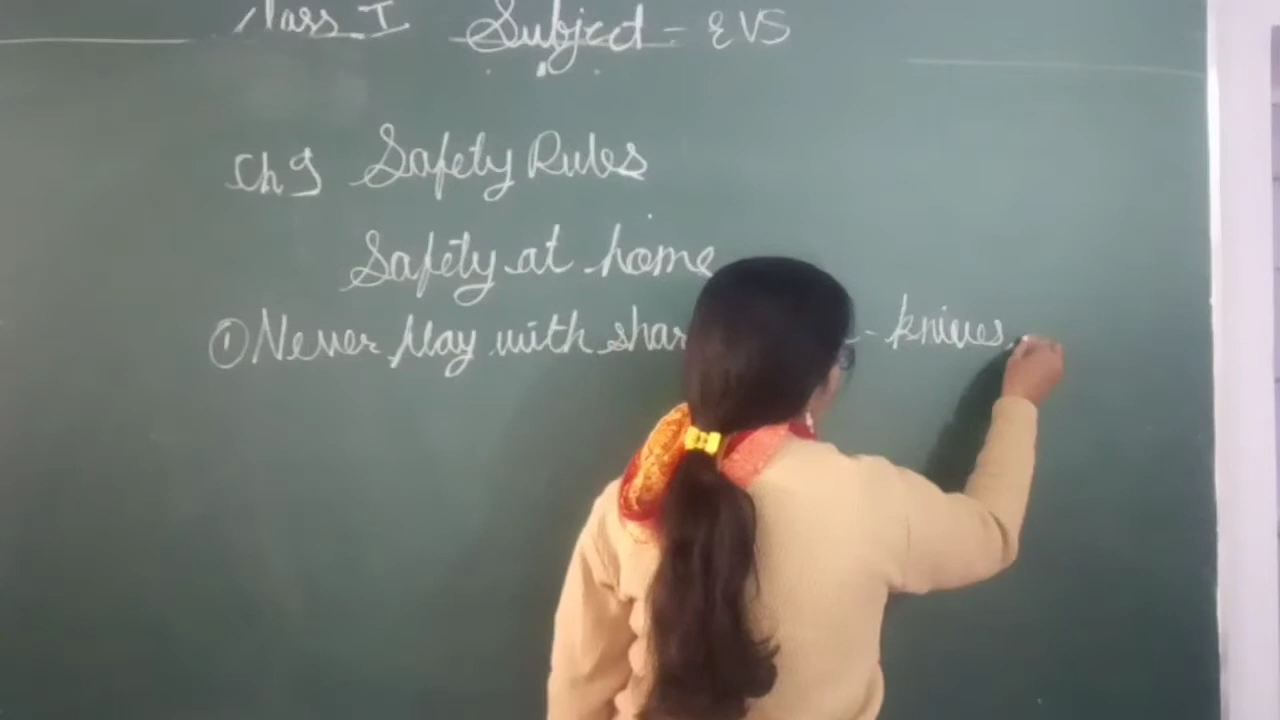 Class I Subject - EVS
Ch 9 Safety Rules
Safety at home
① Never play with shar - knives,